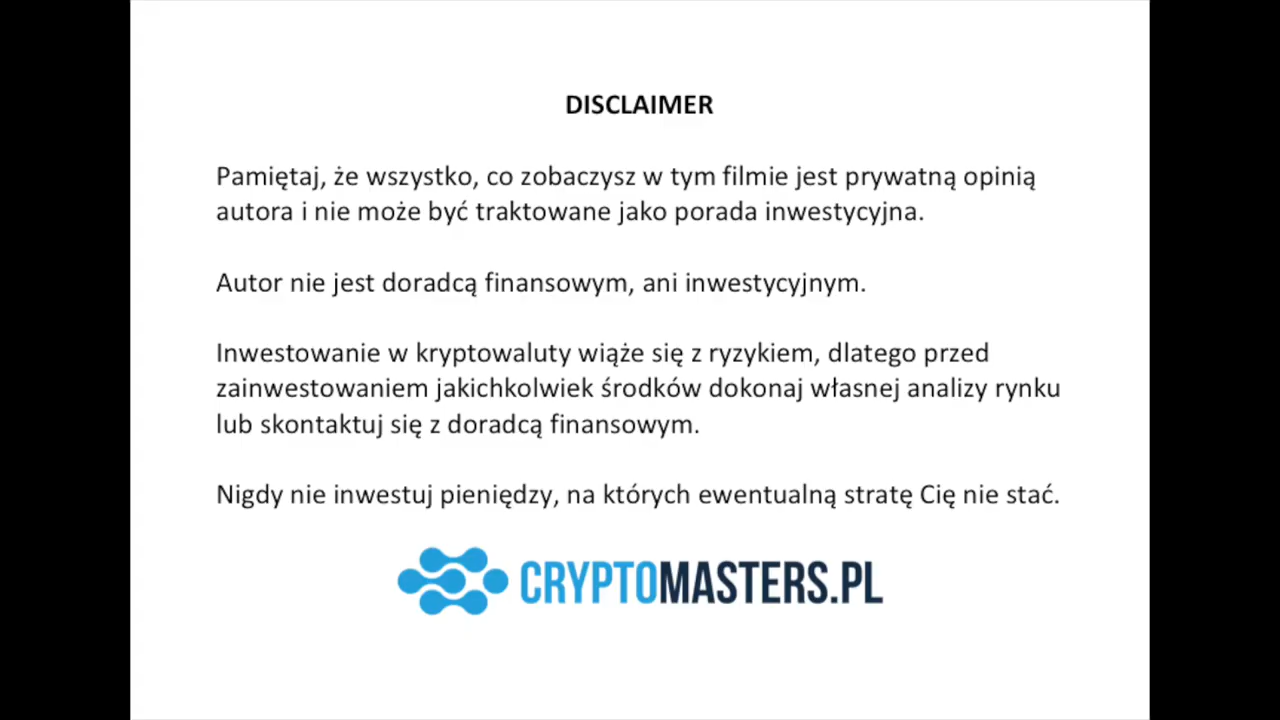 DISCLAIMER
Pamiętaj, że wszystko, co zobaczysz w tym filmie jest prywatną opinią
autora i nie może być traktowane jako porada inwestycyjna.
Autor nie jest doradcą finansowym, ani inwestycyjnym.
Inwestowanie w kryptowaluty wiąże się z ryzykiem, dlatego przed
zainwestowaniem jakichkolwiek środków dokonaj własnej analizy rynku
lub skontaktuj się z doradcą finansowym.
Nigdy nie inwestuj pieniędzy, na których ewentualną stratę Cię nie stać.
CRYPTOMASTERS.PL